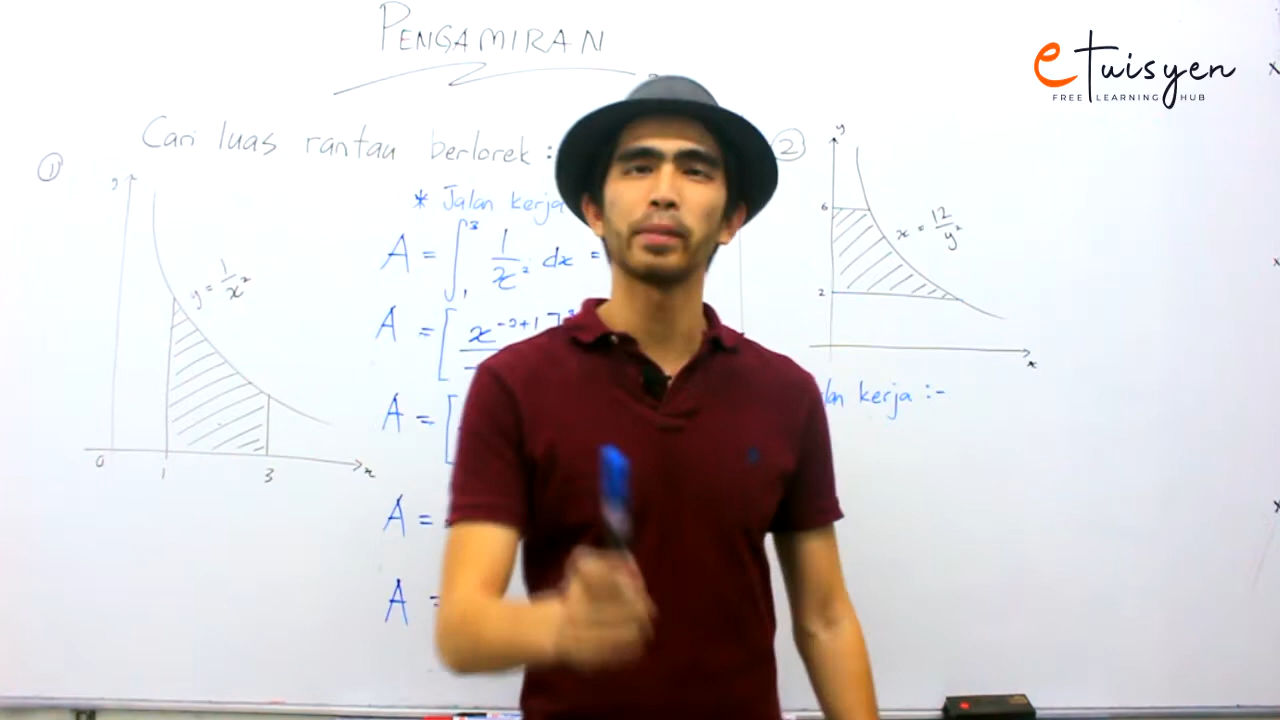 PENGAMIRAN
eTuisyen
FREE LEARNING HUB
① Cari luas rantau berlorek :
* Jalan kerja
A = ∫₁³ 1/x² dx =
A = [ x⁻²⁺¹ ]³
A = [
A =
A =
y
y = 1/x²
0 1 3 x
②
y
6
x = 12/y²
2
x
kerja :-